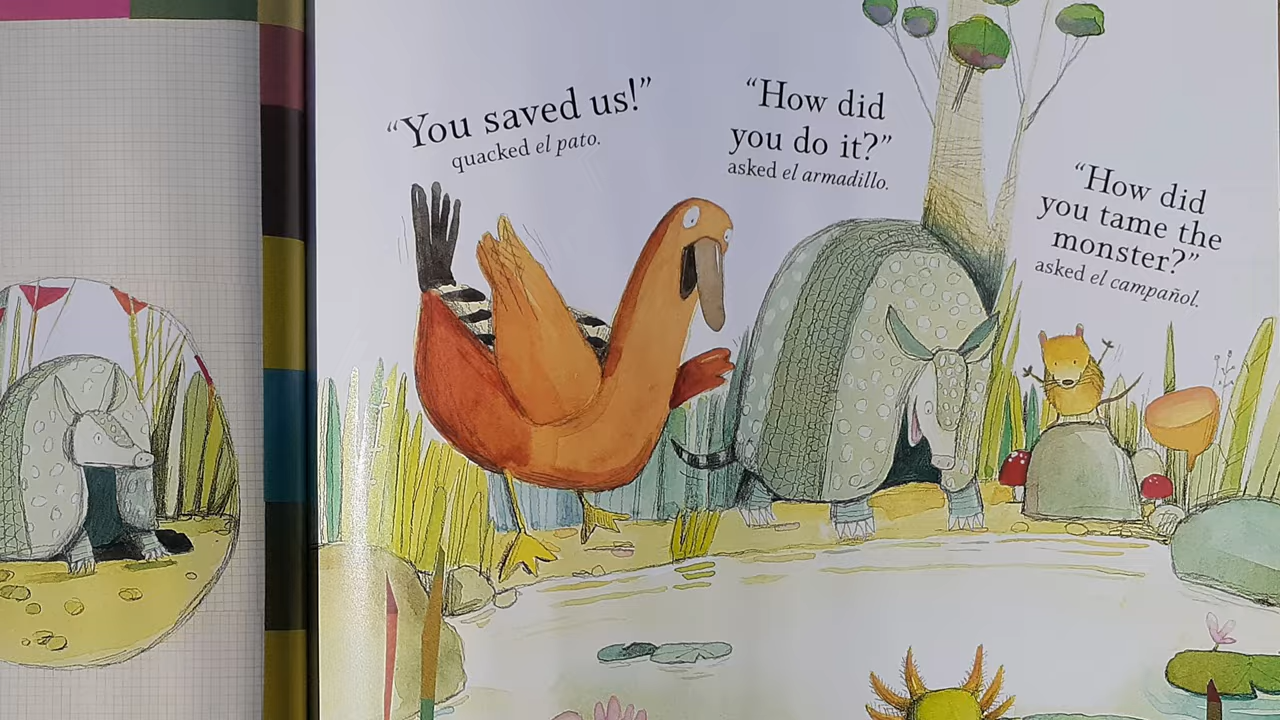 “You saved us!”
quacked el pato.
“How did
you do it?”
asked el armadillo.
“How did
you tame the
monster?”
asked el campañol.